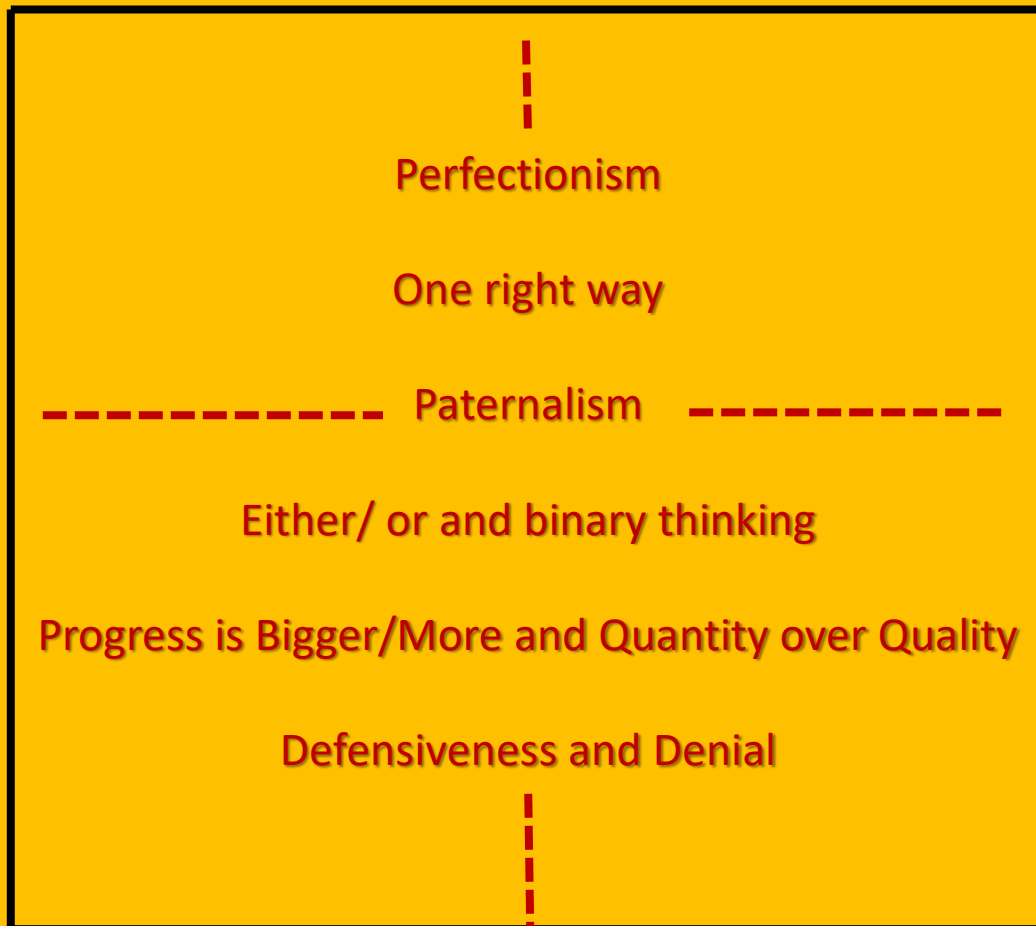 Perfectionism
One right way
Paternalism
Either/ or and binary thinking
Progress is Bigger/More and Quantity over Quality
Defensiveness and Denial